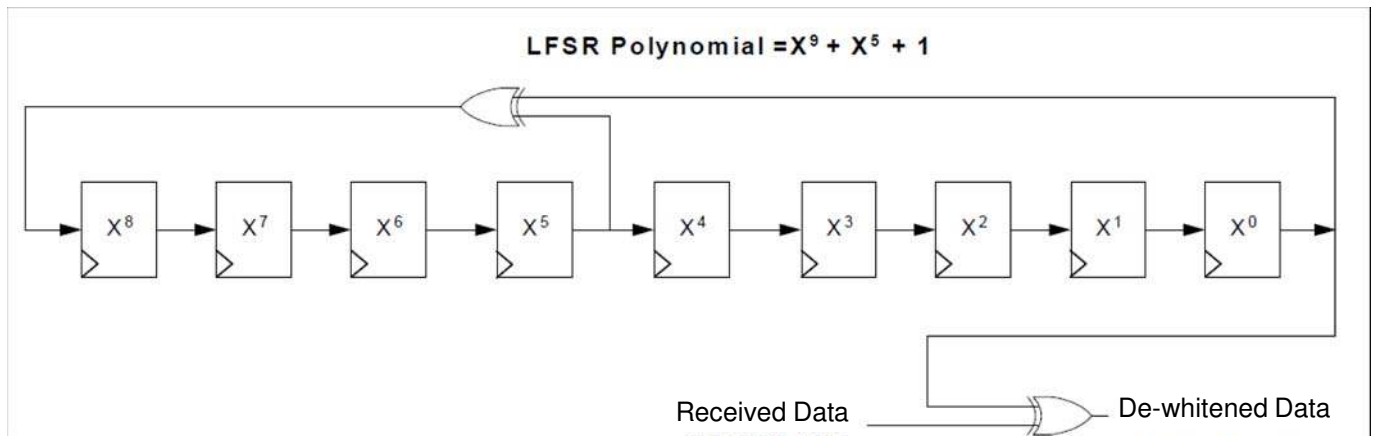 LFSR Polynomial =X⁹ + X⁵ + 1
X⁸ X⁷ X⁶ X⁵ X⁴ X³ X² X¹ X⁰
Received Data
De-whitened Data